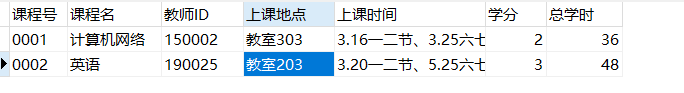 课程号 课程名 教师ID 上课地点 上课时间 学分 总学时
0001 计算机网络 150002 教室303 3.16一二节、3.25六七 2 36
0002 英语 190025 教室203 3.20一二节、5.25六七 3 48